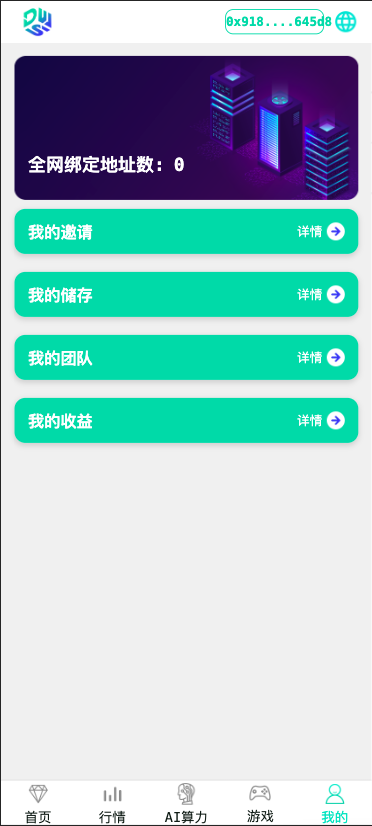 0x918....645d8
全网绑定地址数: 0
我的邀请 详情
我的储存 详情
我的团队 详情
我的收益 详情
首页 行情 AI算力 游戏 我的